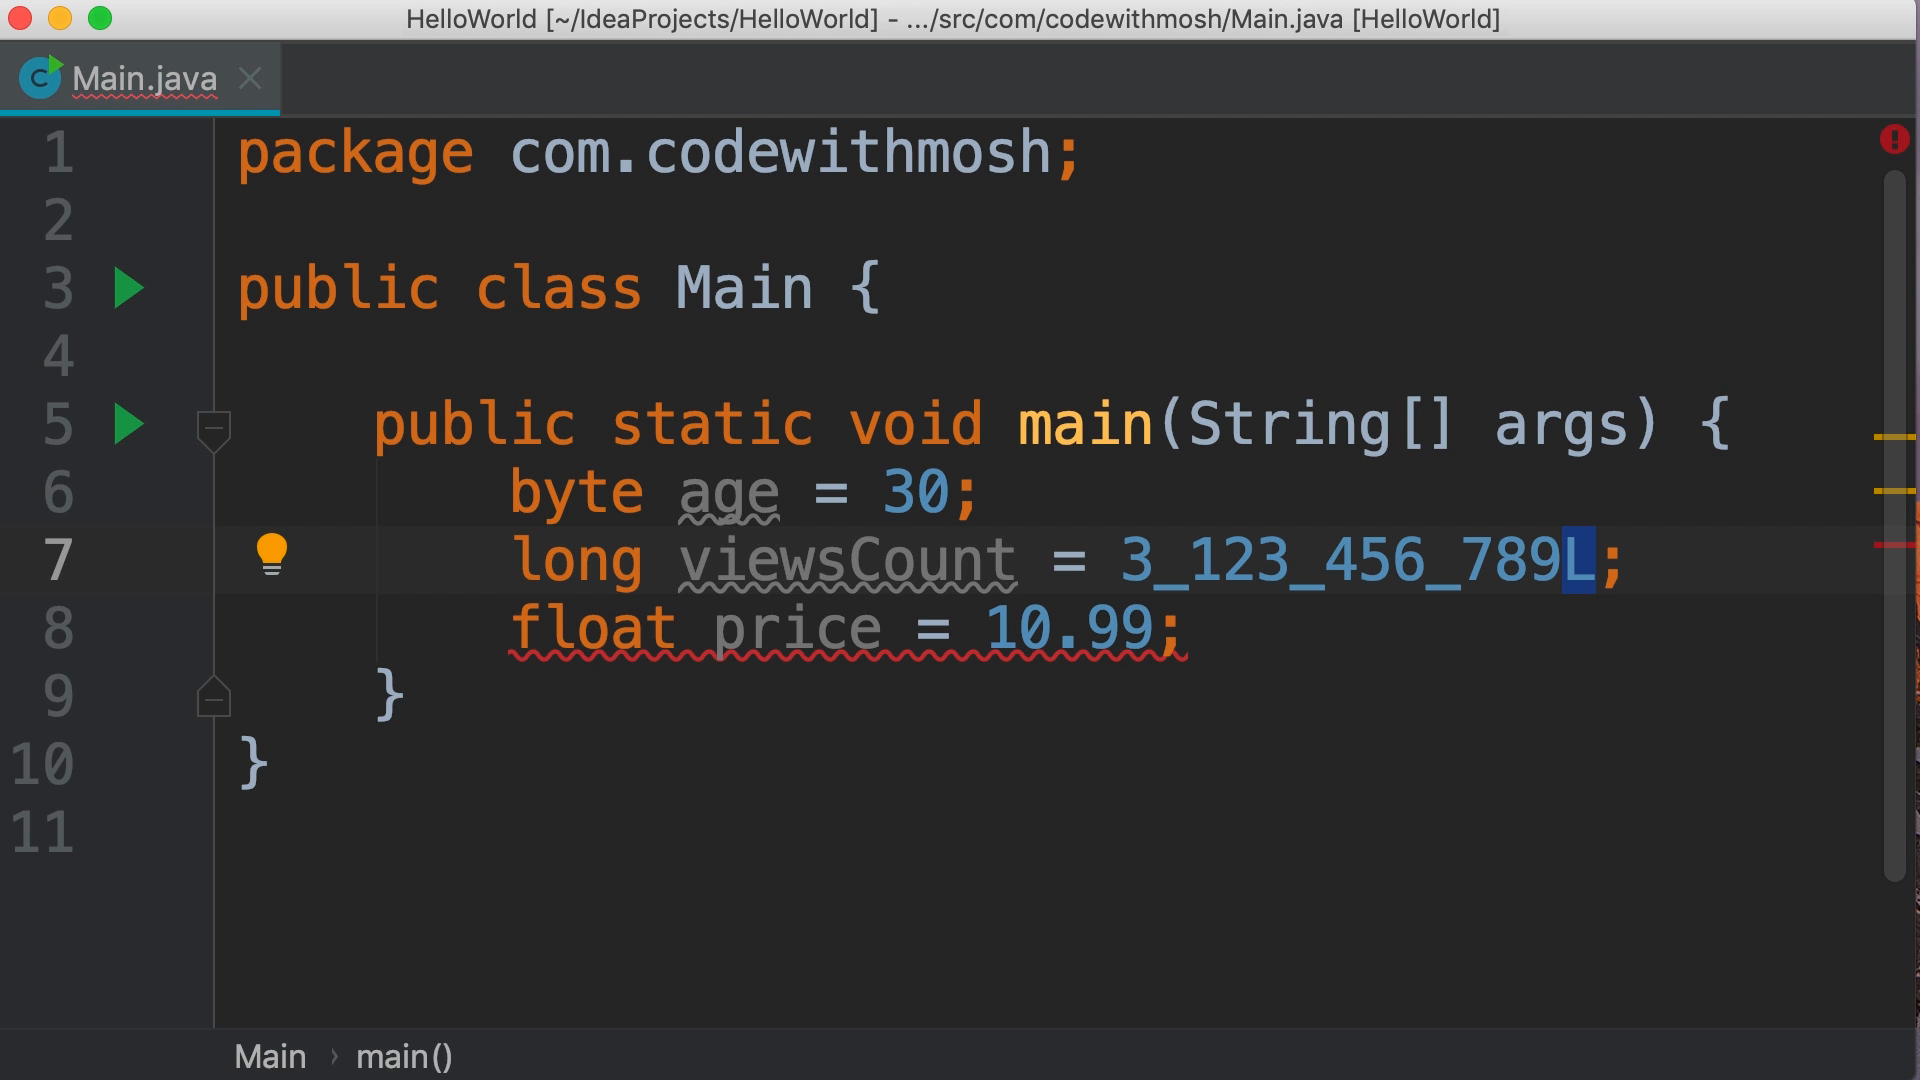 HelloWorld [~/IdeaProjects/HelloWorld] - .../src/com/codewithmosh/Main.java [HelloWorld]
C Main.java
1 package com.codewithmosh;
2
3 public class Main {
4
5 public static void main(String[] args) {
6 byte age = 30;
7 long viewsCount = 3_123_456_789L;
8 float price = 10.99;
9 }
10 }
11
Main › main()